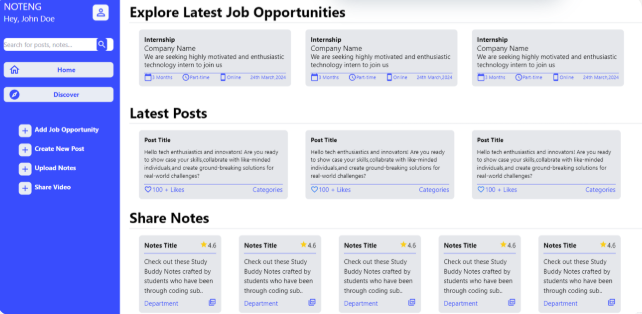 NOTENG
Hey, John Doe
Search for posts, notes...
Home
Discover
Add Job Opportunity
Create New Post
Upload Notes
Share Video
Explore Latest Job Opportunities
Internship
Company Name
We are seeking highly motivated and enthusiastic
technology intern to join us
3 Months Part-time Online 24th March,2024
Internship
Company Name
We are seeking highly motivated and enthusiastic
technology intern to join us
3 Months Part-time Online 24th March,2024
Internship
Company Name
We are seeking highly motivated and enthusiastic
technology intern to join us
3 Months Part-time Online 24th March,2024
Latest Posts
Post Title
Hello tech enthusiastics and innovators! Are you ready
to show case your skills,collabrate with like-minded
individuals,and create ground-breaking solutions for
real-world challenges?
100 + Likes Categories
Post Title
Hello tech enthusiastics and innovators! Are you ready
to show case your skills,collabrate with like-minded
individuals,and create ground-breaking solutions for
real-world challenges?
100 + Likes Categories
Post Title
Hello tech enthusiastics and innovators! Are you ready
to show case your skills,collabrate with like-minded
individuals,and create ground-breaking solutions for
real-world challenges?
100 + Likes Categories
Share Notes
Notes Title 4.6
Check out these Study
Buddy Notes crafted by
students who have been
through coding sub..
Department
Notes Title 4.6
Check out these Study
Buddy Notes crafted by
students who have been
through coding sub..
Department
Notes Title 4.6
Check out these Study
Buddy Notes crafted by
students who have been
through coding sub..
Department
Notes Title 4.6
Check out these Study
Buddy Notes crafted by
students who have been
through coding sub..
Department
Notes Title 4.6
Check out these Study
Buddy Notes crafted by
students who have been
through coding sub..
Department